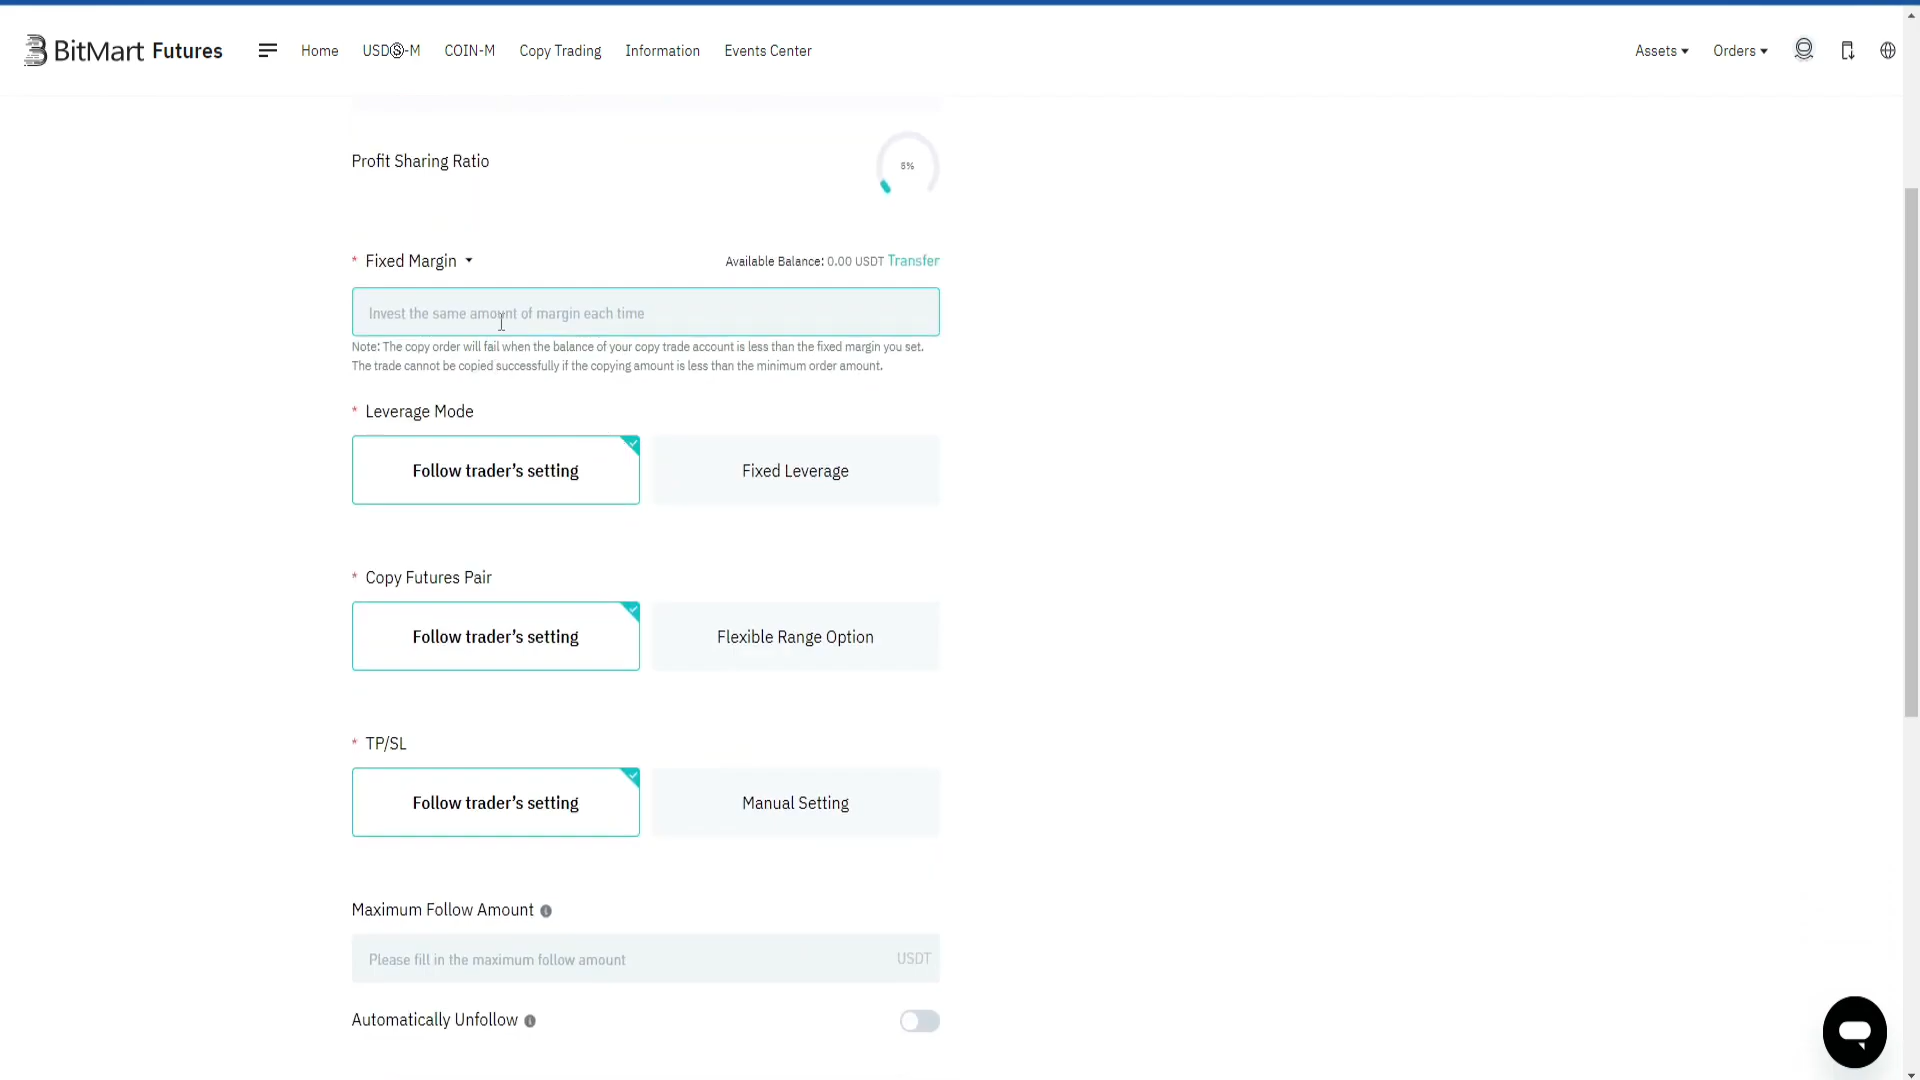 BitMart Futures
Home
USDⓈ-M
COIN-M
Copy Trading
Information
Events Center
Assets
Orders
Profit Sharing Ratio
5%
* Fixed Margin
Available Balance: 0.00 USDT Transfer
Invest the same amount of margin each time
Note: The copy order will fail when the balance of your copy trade account is less than the fixed margin you set.
The trade cannot be copied successfully if the copying amount is less than the minimum order amount.
* Leverage Mode
Follow trader’s setting
Fixed Leverage
* Copy Futures Pair
Follow trader’s setting
Flexible Range Option
* TP/SL
Follow trader’s setting
Manual Setting
Maximum Follow Amount
Please fill in the maximum follow amount
USDT
Automatically Unfollow